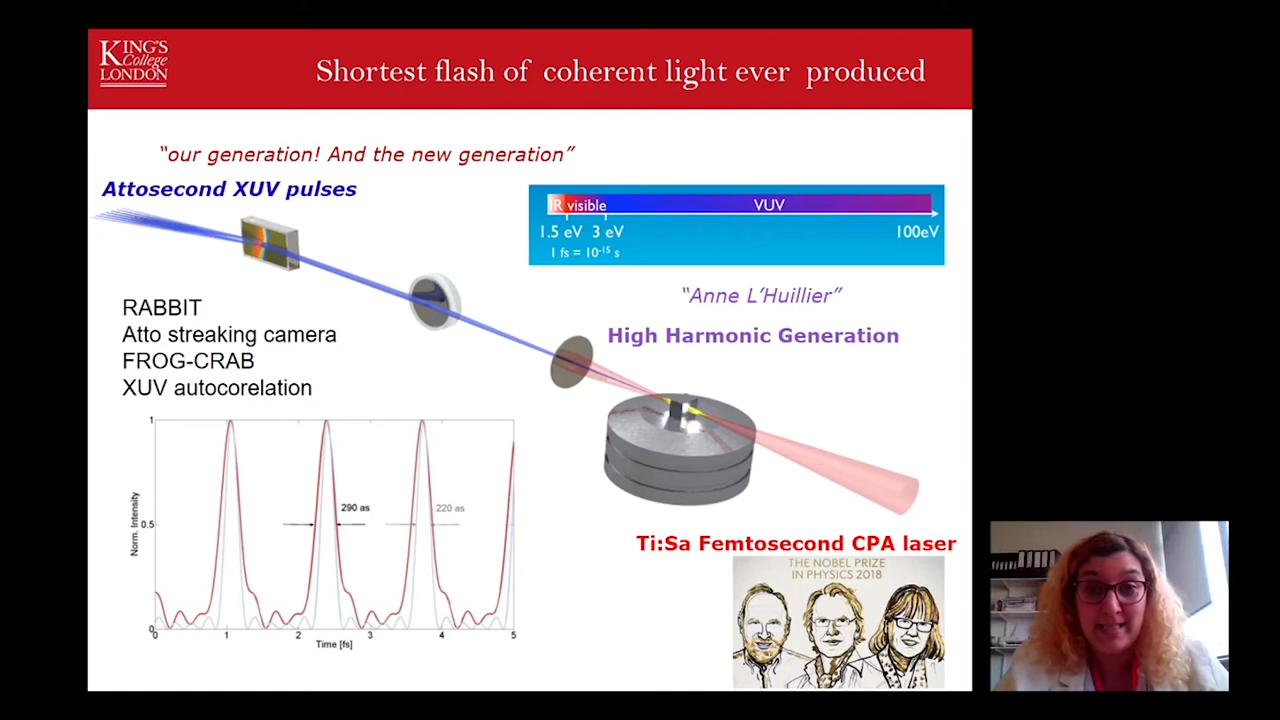 KING'S
College
LONDON
Shortest flash of coherent light ever produced
“our generation! And the new generation”
Attosecond XUV pulses
IR visible
VUV
1.5 eV 3 eV
100eV
1 fs = 10⁻¹⁵ s
“Anne L’Huillier”
High Harmonic Generation
RABBIT
Atto streaking camera
FROG-CRAB
XUV autocorelation
1
0.5
0
Norm. Intensity
290 as
220 as
0 1 2 3 4 5
Time [fs]
Ti:Sa Femtosecond CPA laser
THE NOBEL PRIZE
IN PHYSICS 2018